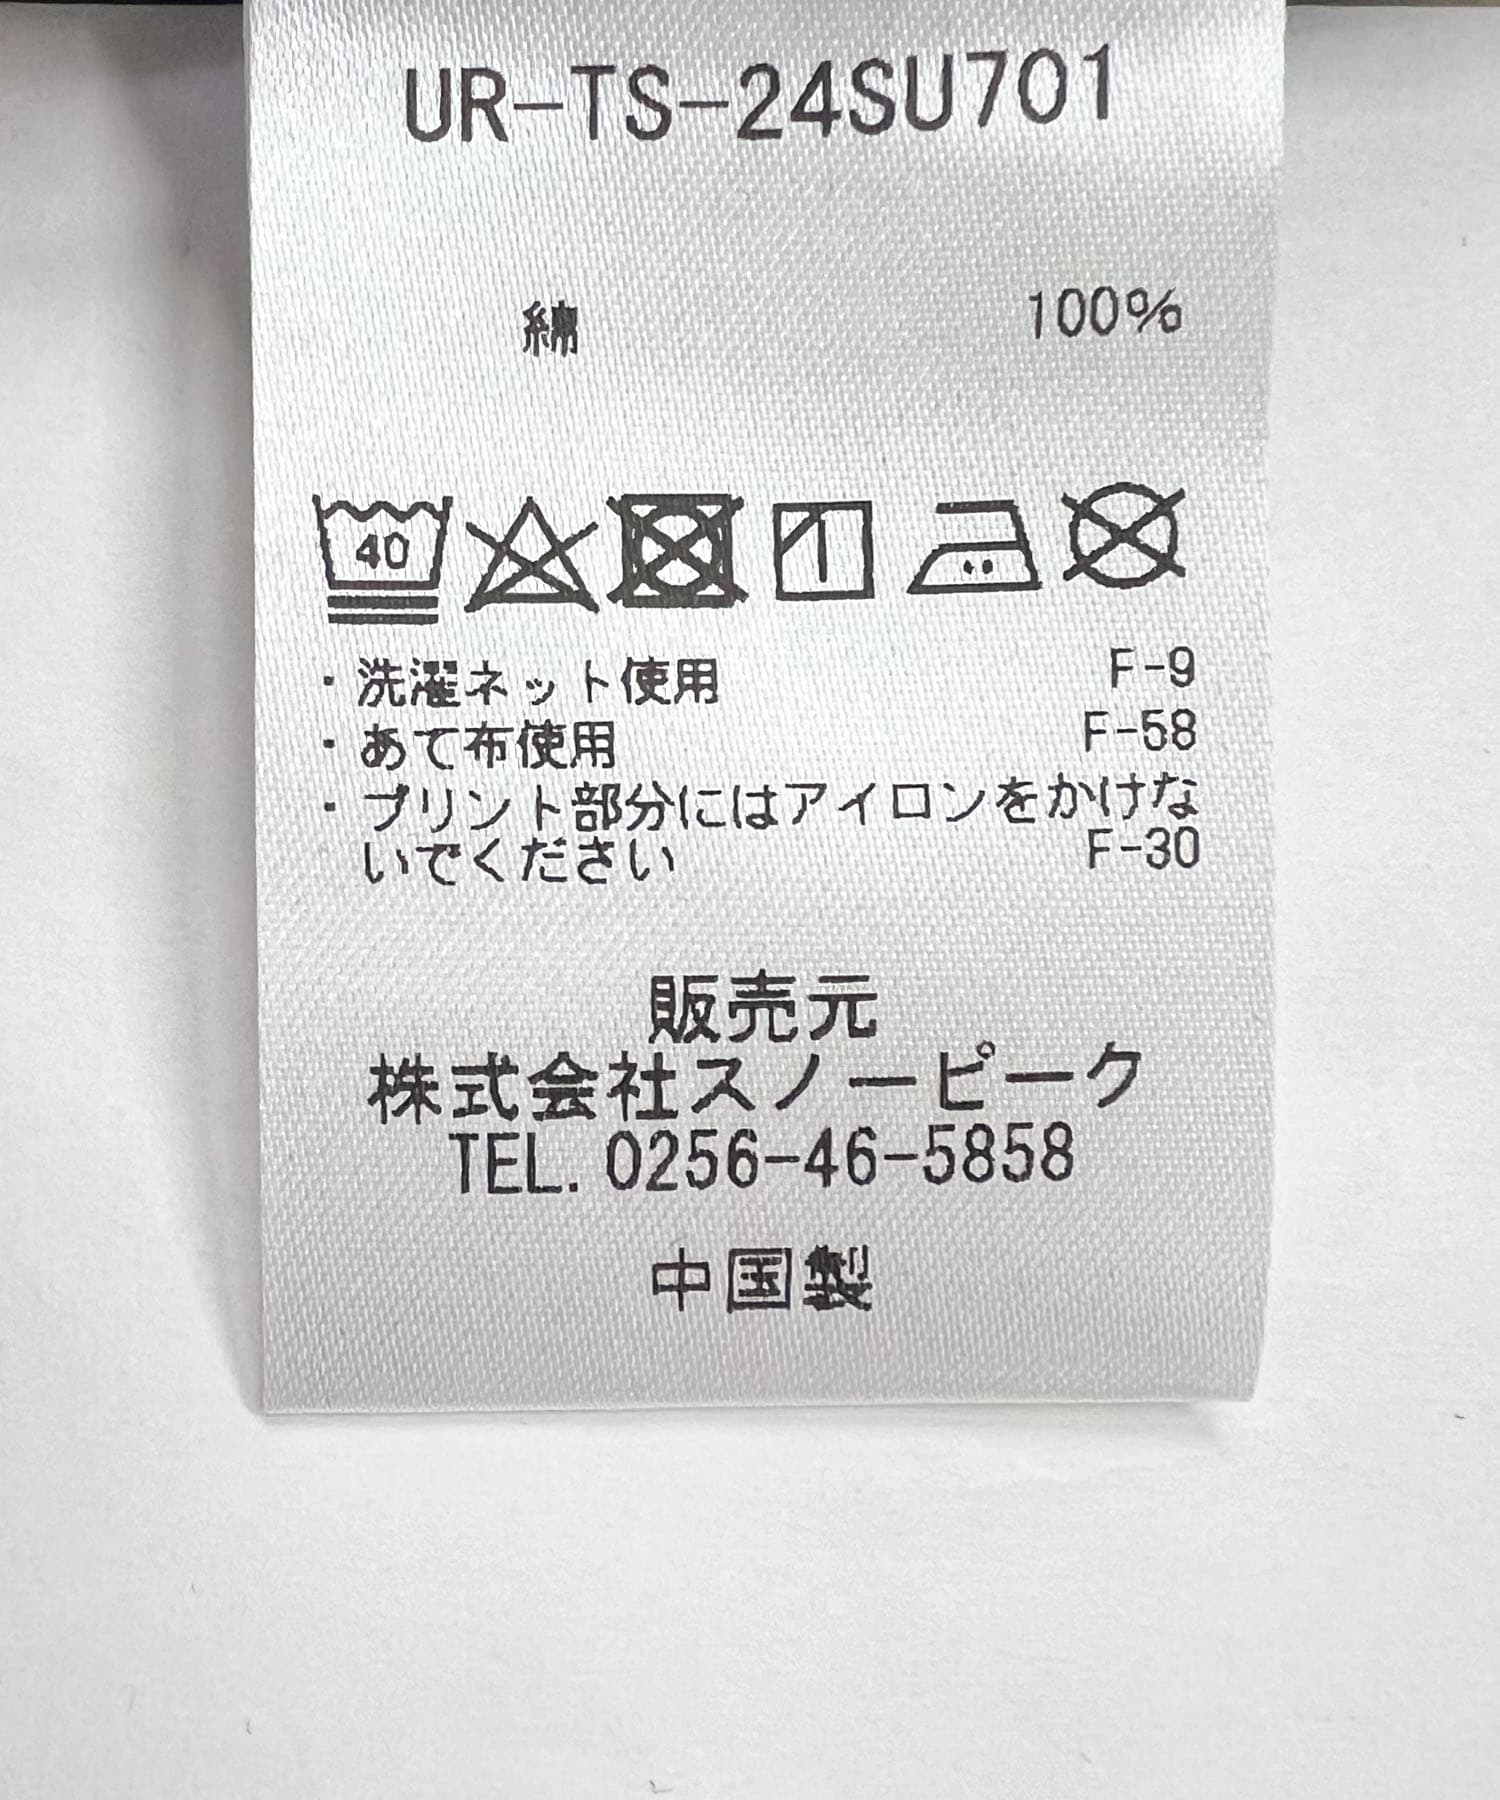 UR-TS-24SU701
綿 100%
40
・洗濯ネット使用 F-9
・あて布使用 F-58
・プリント部分にはアイロンをかけな
いでください F-30
販売元
株式会社スノーピーク
TEL. 0256-46-5858
中国製